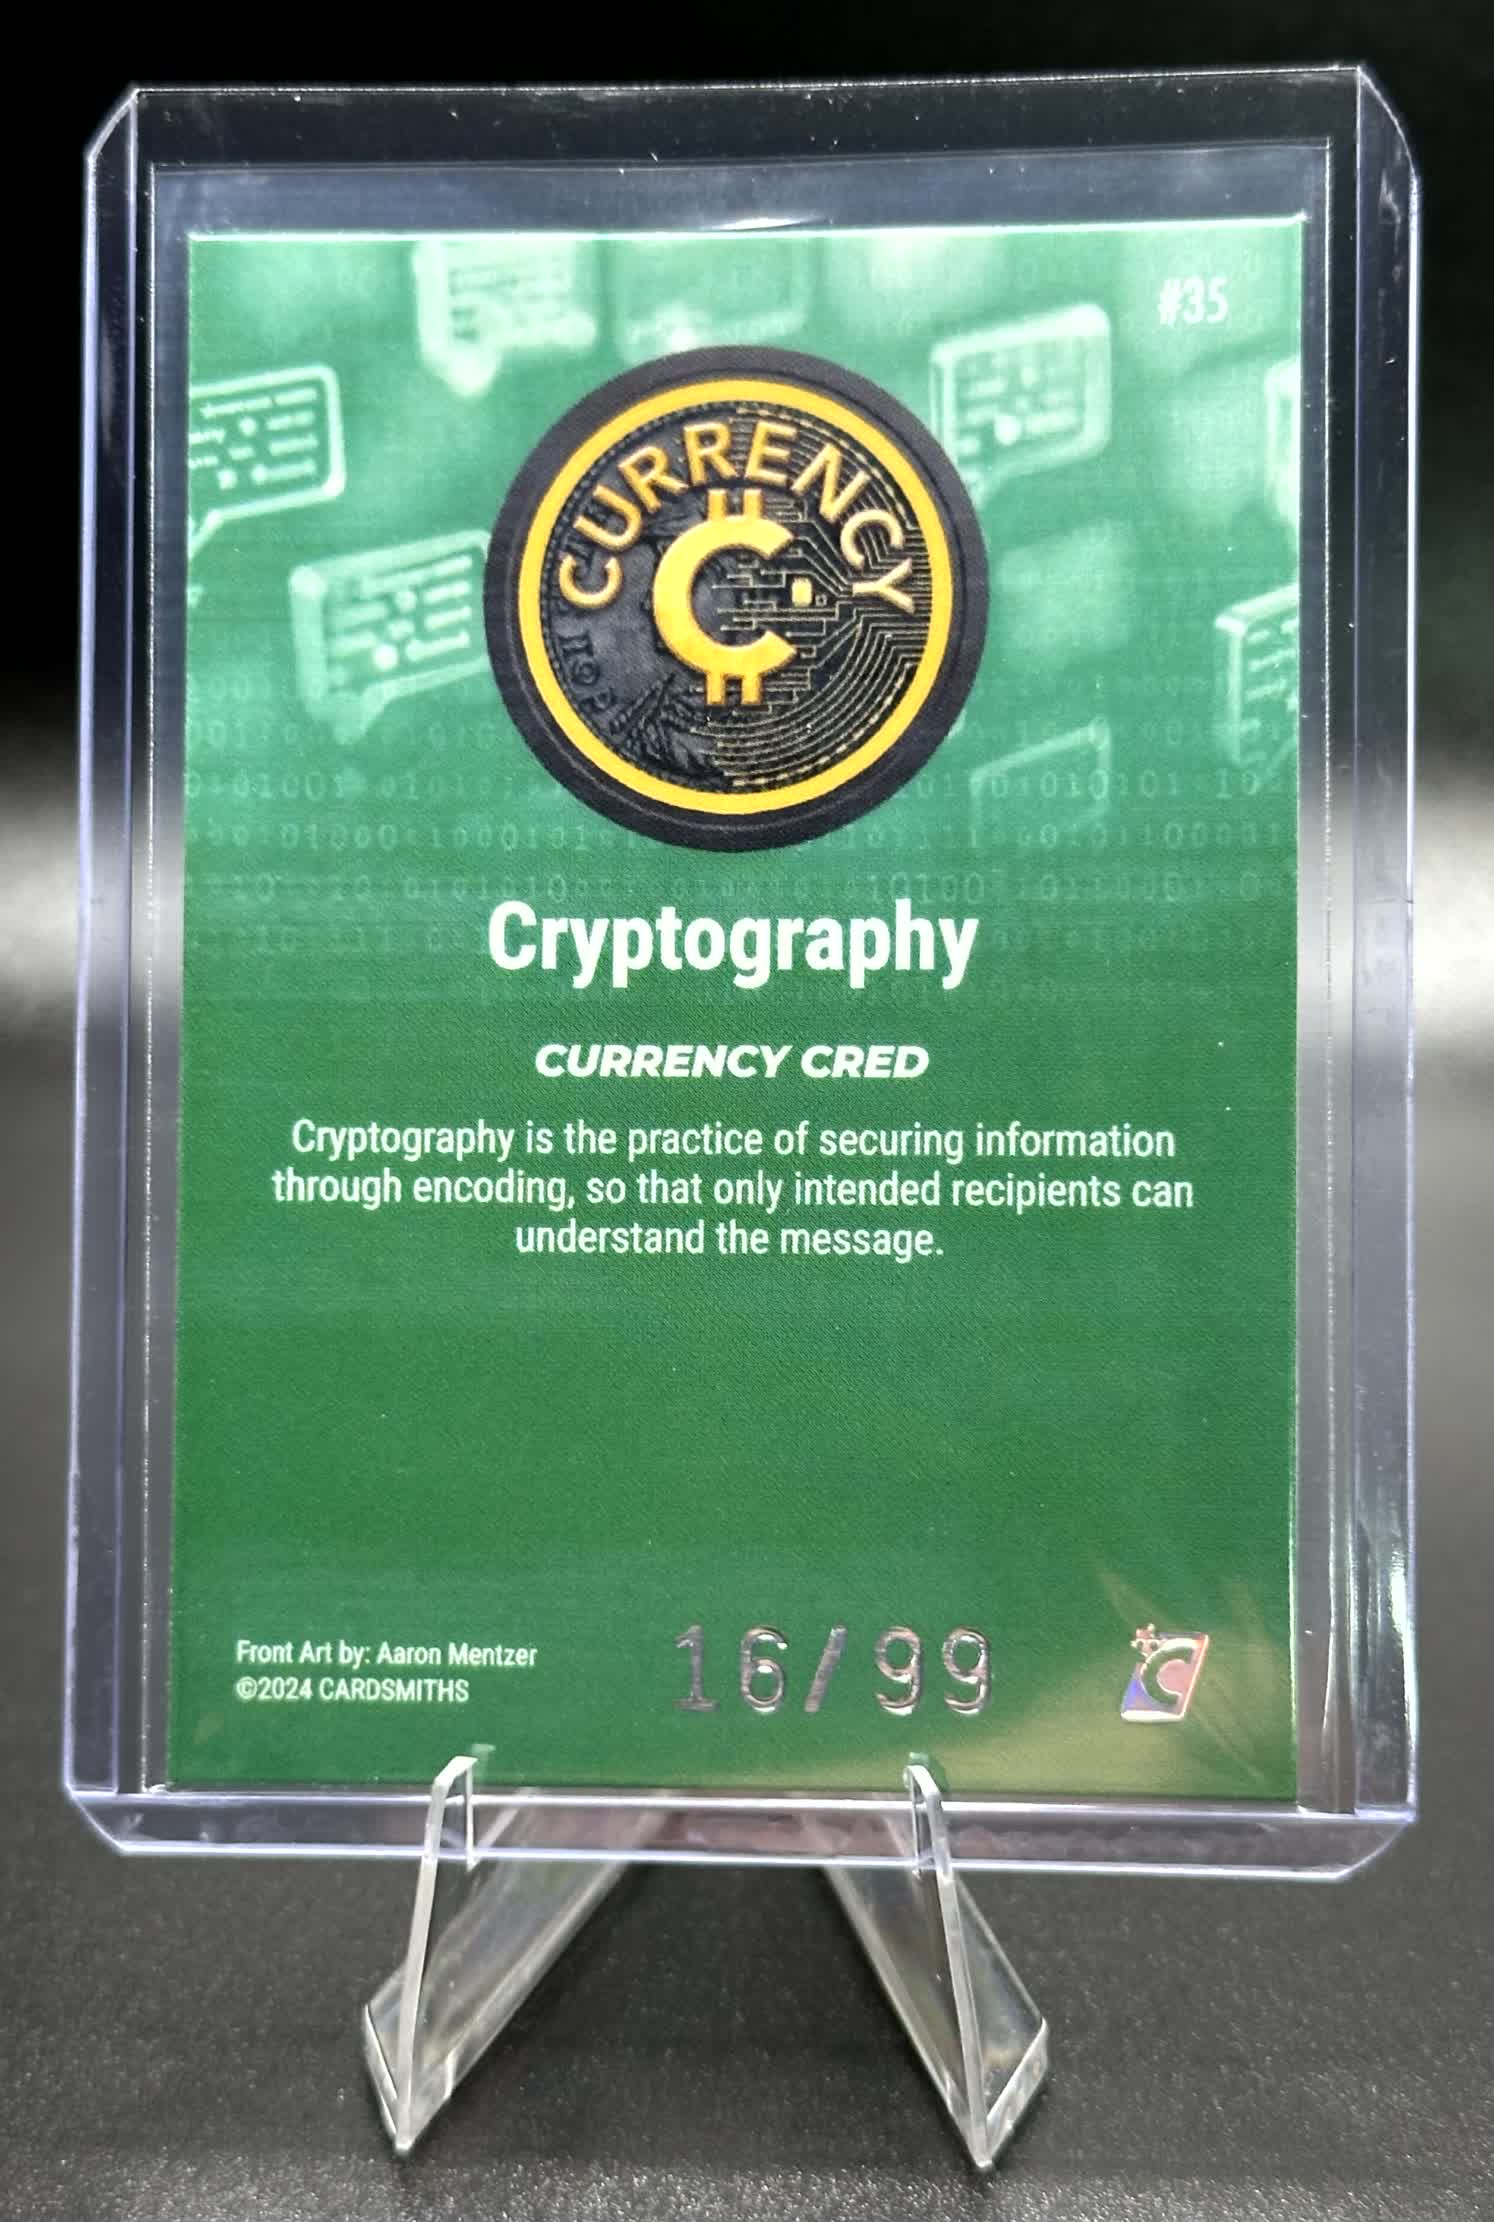 #35
CURRENCY
Cryptography
CURRENCY CRED
Cryptography is the practice of securing information
through encoding, so that only intended recipients can
understand the message.
Front Art by: Aaron Mentzer
©2024 CARDSMITHS
16/99